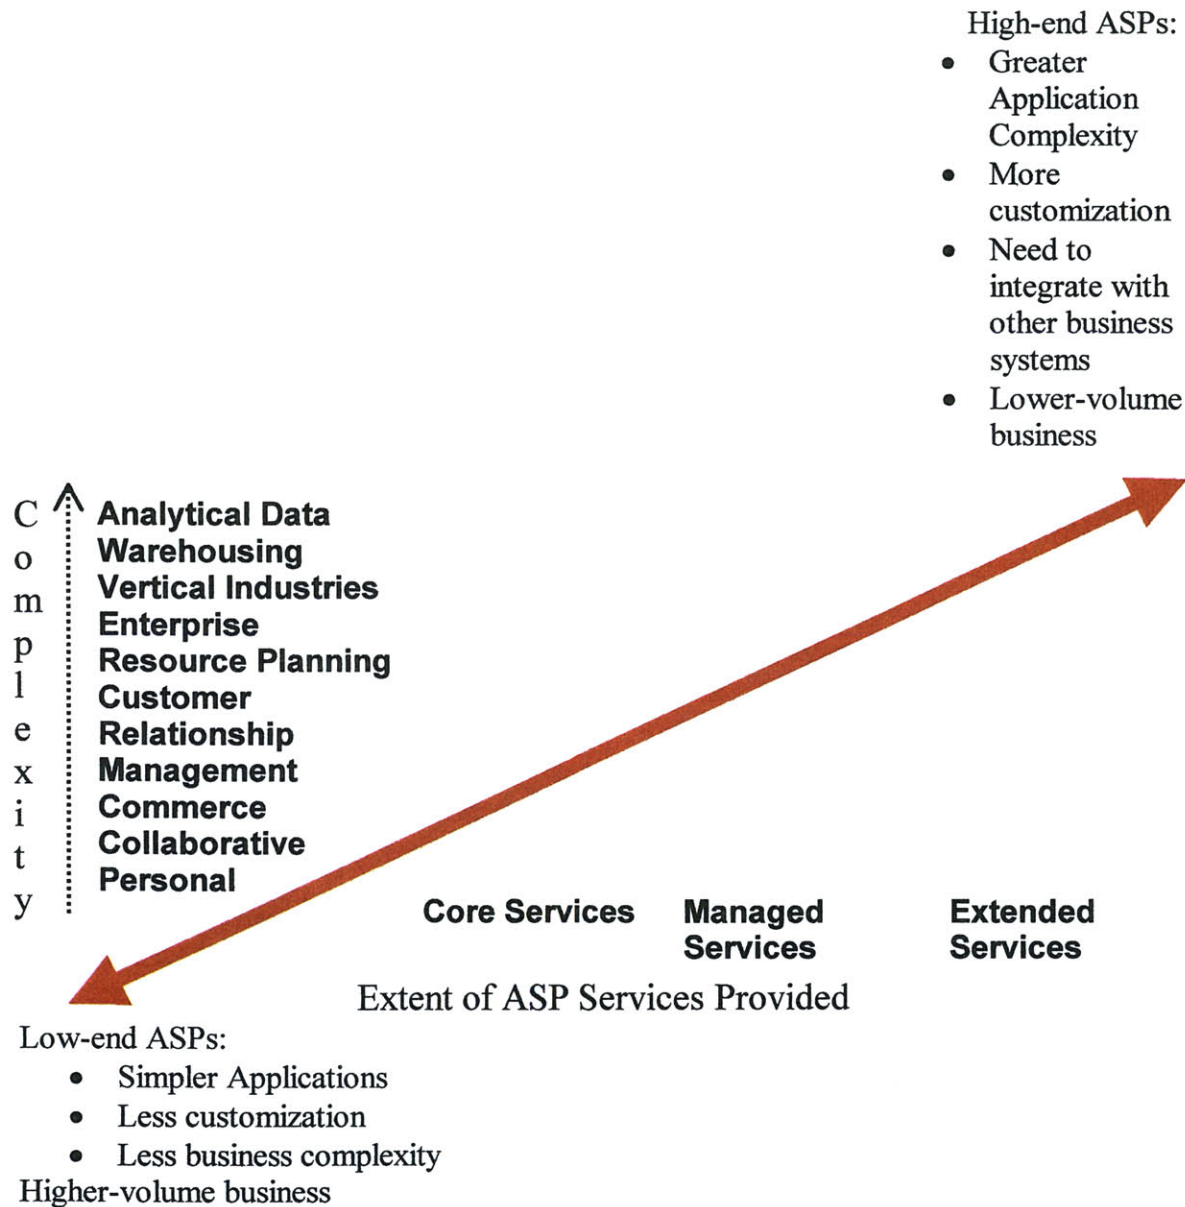 High-end ASPs:
• Greater
Application
Complexity
• More
customization
• Need to
integrate with
other business
systems
• Lower-volume
business
Complexity
Analytical Data
Warehousing
Vertical Industries
Enterprise
Resource Planning
Customer
Relationship
Management
Commerce
Collaborative
Personal
Core Services
Managed
Services
Extended
Services
Extent of ASP Services Provided
Low-end ASPs:
• Simpler Applications
• Less customization
• Less business complexity
Higher-volume business